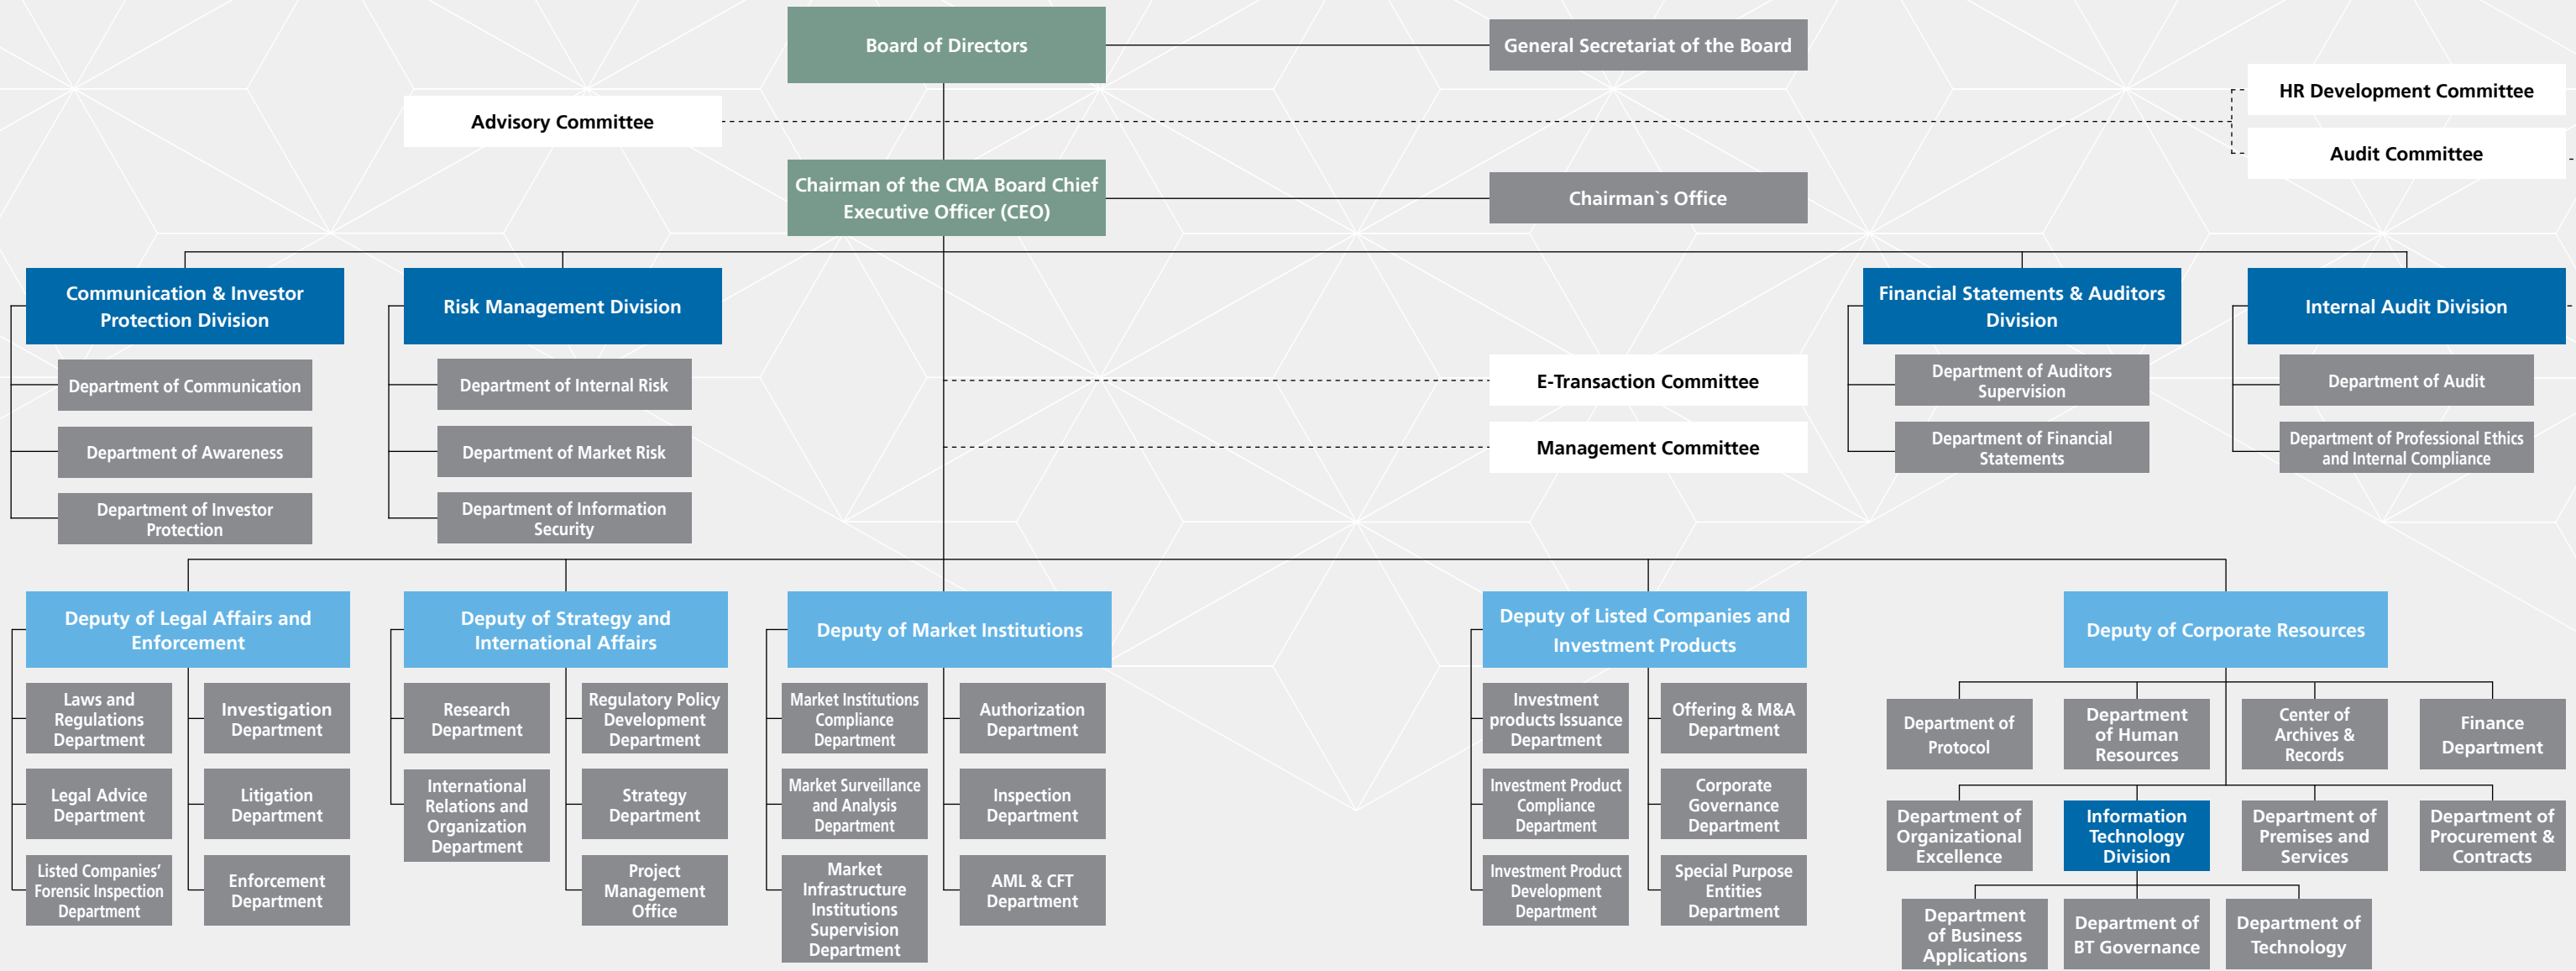 Board of Directors
General Secretariat of the Board
HR Development Committee
Advisory Committee
Audit Committee
Chairman of the CMA Board Chief
Executive Officer (CEO)
Chairman`s Office
Communication & Investor
Protection Division
Risk Management Division
Financial Statements & Auditors
Division
Internal Audit Division
Department of Communication
Department of Awareness
Department of Investor
Protection
Department of Internal Risk
Department of Market Risk
Department of Information
Security
E-Transaction Committee
Management Committee
Department of Auditors
Supervision
Department of Financial
Statements
Department of Audit
Department of Professional Ethics
and Internal Compliance
Deputy of Legal Affairs and
Enforcement
Laws and
Regulations
Department
Legal Advice
Department
Listed Companies’
Forensic Inspection
Department
Investigation
Department
Litigation
Department
Enforcement
Department
Deputy of Strategy and
International Affairs
Research
Department
International
Relations and
Organization
Department
Regulatory Policy
Development
Department
Strategy
Department
Project
Management
Office
Deputy of Market Institutions
Market Institutions
Compliance
Department
Market Surveillance
and Analysis
Department
Market
Infrastructure
Institutions
Supervision
Department
Authorization
Department
Inspection
Department
AML & CFT
Department
Deputy of Listed Companies and
Investment Products
Investment
products Issuance
Department
Investment Product
Compliance
Department
Investment Product
Development
Department
Offering & M&A
Department
Corporate
Governance
Department
Special Purpose
Entities
Department
Deputy of Corporate Resources
Department of
Protocol
Department
of Human
Resources
Center of
Archives &
Records
Finance
Department
Department of
Organizational
Excellence
Information
Technology
Division
Department of
Premises and
Services
Department of
Procurement &
Contracts
Department
of Business
Applications
Department of
BT Governance
Department of
Technology